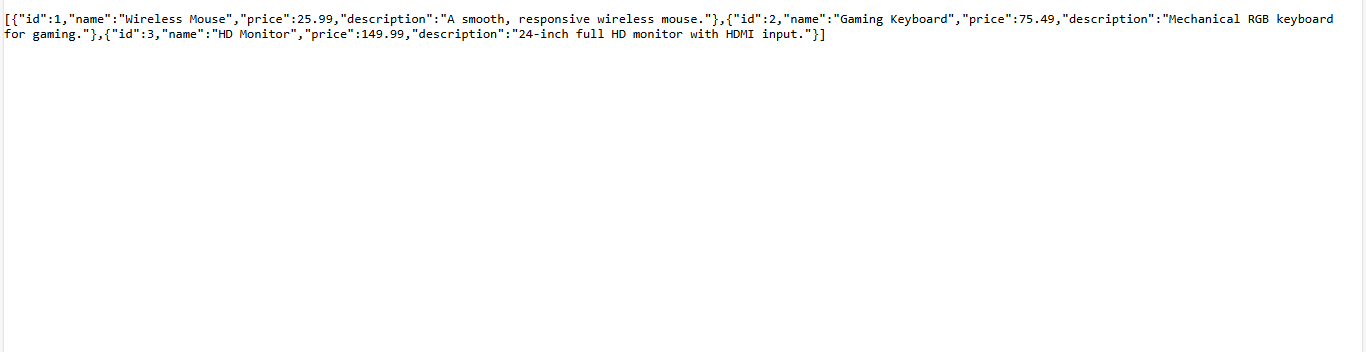 [{"id":1,"name":"Wireless Mouse","price":25.99,"description":"A smooth, responsive wireless mouse."},{"id":2,"name":"Gaming Keyboard","price":75.49,"description":"Mechanical RGB keyboard
for gaming."},{"id":3,"name":"HD Monitor","price":149.99,"description":"24-inch full HD monitor with HDMI input."}]